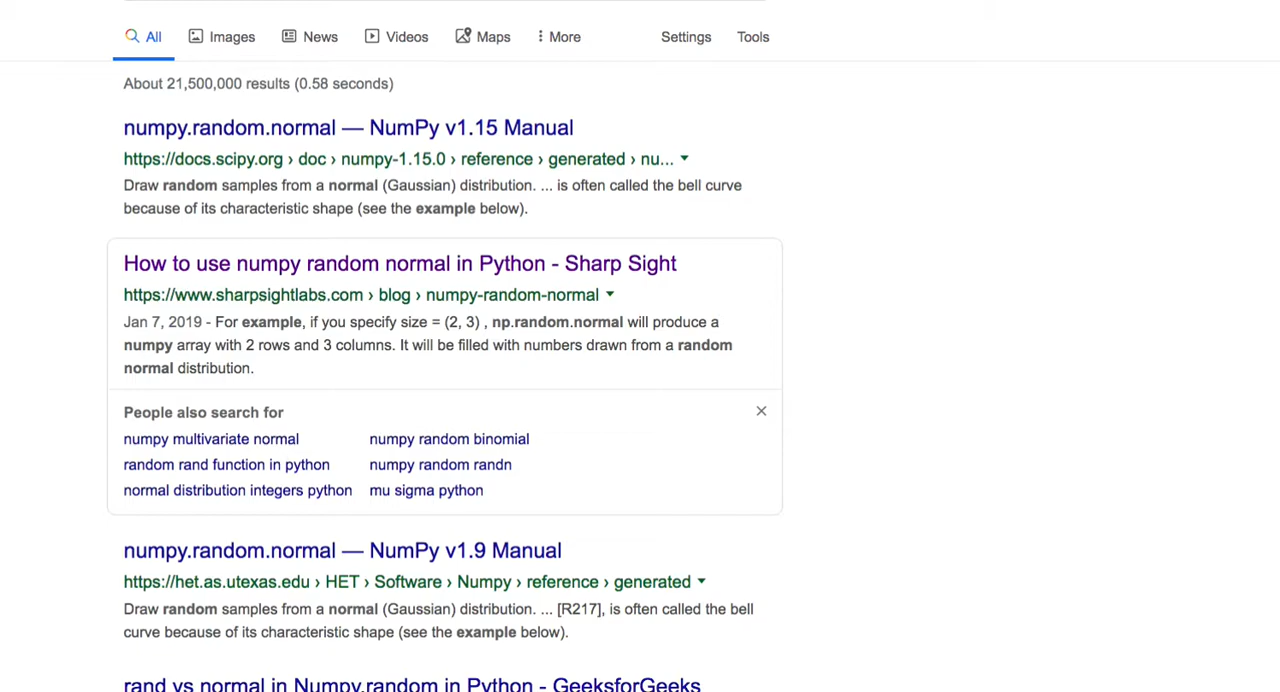 All Images News Videos Maps More Settings Tools
About 21,500,000 results (0.58 seconds)
numpy.random.normal — NumPy v1.15 Manual
https://docs.scipy.org › doc › numpy-1.15.0 › reference › generated › nu...
Draw random samples from a normal (Gaussian) distribution. ... is often called the bell curve
because of its characteristic shape (see the example below).
How to use numpy random normal in Python - Sharp Sight
https://www.sharpsightlabs.com › blog › numpy-random-normal
Jan 7, 2019 - For example, if you specify size = (2, 3) , np.random.normal will produce a
numpy array with 2 rows and 3 columns. It will be filled with numbers drawn from a random
normal distribution.
People also search for
numpy multivariate normal numpy random binomial
random rand function in python numpy random randn
normal distribution integers python mu sigma python
numpy.random.normal — NumPy v1.9 Manual
https://het.as.utexas.edu › HET › Software › Numpy › reference › generated
Draw random samples from a normal (Gaussian) distribution. ... [R217], is often called the bell
curve because of its characteristic shape (see the example below).
rand vs normal in Numpy.random in Python - GeeksforGeeks